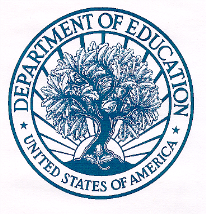 DEPARTMENT OF EDUCATION
★ UNITED STATES OF AMERICA ★